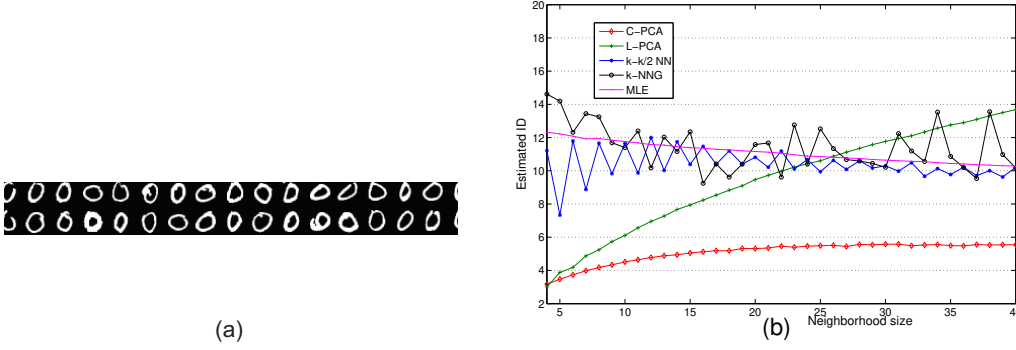 20
18
16
14
12
10
8
6
4
2
Estimated ID
C-PCA
L-PCA
k-k/2 NN
k-NNG
MLE
5 10 15 20 25 30 35 40
Neighborhood size
(a)
(b)